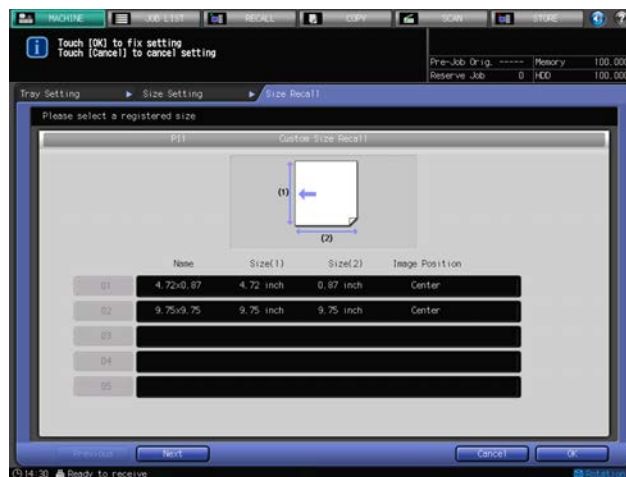 MACHINE JOB LIST RECALL COPY SCAN STORE
Touch [OK] to fix setting
Touch [Cancel] to cancel setting
Pre-Job Orig. ----- Memory 100.000
Reserve Job 0 HDD 100.000
Tray Setting Size Setting Size Recall
Please select a registered size
PI1 Custom Size Recall
(1)
(2)
Name Size(1) Size(2) Image Position
01 4.72x0.87 4.72 inch 0.87 inch Center
02 9.75x9.75 9.75 inch 9.75 inch Center
03
04
05
Previous Next Cancel OK
14:30 Ready to receive Rotation